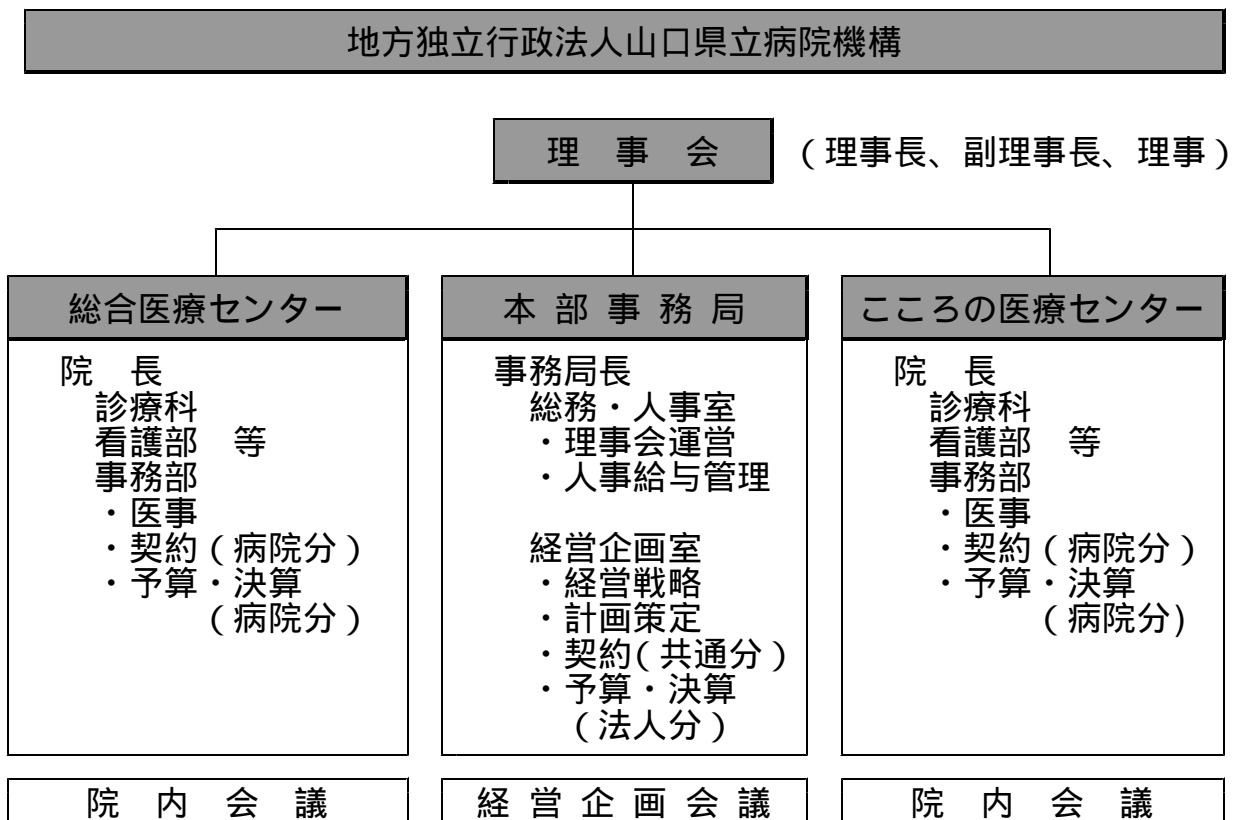 地方独立行政法人山口県立病院機構
理 事 会
（理事長、副理事長、理事）
総合医療センター
院 長
診療科
看護部 等
事務部
・医事
・契約（病院分）
・予算・決算
（病院分）
院 内 会 議
本 部 事 務 局
事務局長
総務・人事室
・理事会運営
・人事給与管理
経営企画室
・経営戦略
・計画策定
・契約（共通分）
・予算・決算
（法人分）
経 営 企 画 会 議
こころの医療センター
院 長
診療科
看護部 等
事務部
・医事
・契約（病院分）
・予算・決算
（病院分）
院 内 会 議